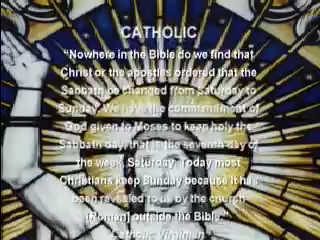 CATHOLIC
“Nowhere in the Bible do we find that
Christ or the apostles ordered that the
Sabbath be changed from Saturday to
Sunday. We have the commandment of
God given to Moses to keep holy the
Sabbath day, that is the seventh day of
the week, Saturday. Today most
Christians keep Sunday because it has
been revealed to us by the church
[Roman] outside the Bible.”
Catholic Virginian